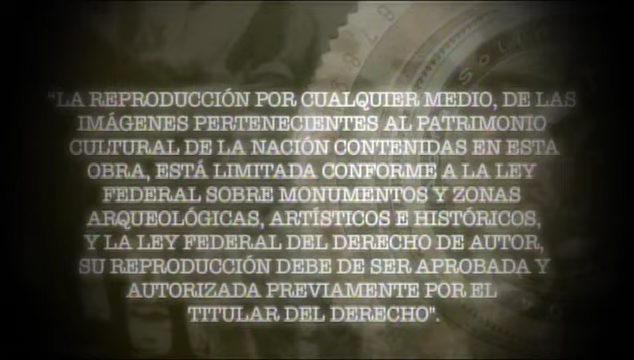 "LA REPRODUCCIÓN POR CUALQUIER MEDIO, DE LAS
IMÁGENES PERTENECIENTES AL PATRIMONIO
CULTURAL DE LA NACIÓN CONTENIDAS EN ESTA
OBRA, ESTÁ LIMITADA CONFORME A LA LEY
FEDERAL SOBRE MONUMENTOS Y ZONAS
ARQUEOLÓGICAS, ARTÍSTICOS E HISTÓRICOS,
Y LA LEY FEDERAL DEL DERECHO DE AUTOR,
SU REPRODUCCIÓN DEBE DE SER APROBADA Y
AUTORIZADA PREVIAMENTE POR EL
TITULAR DEL DERECHO".